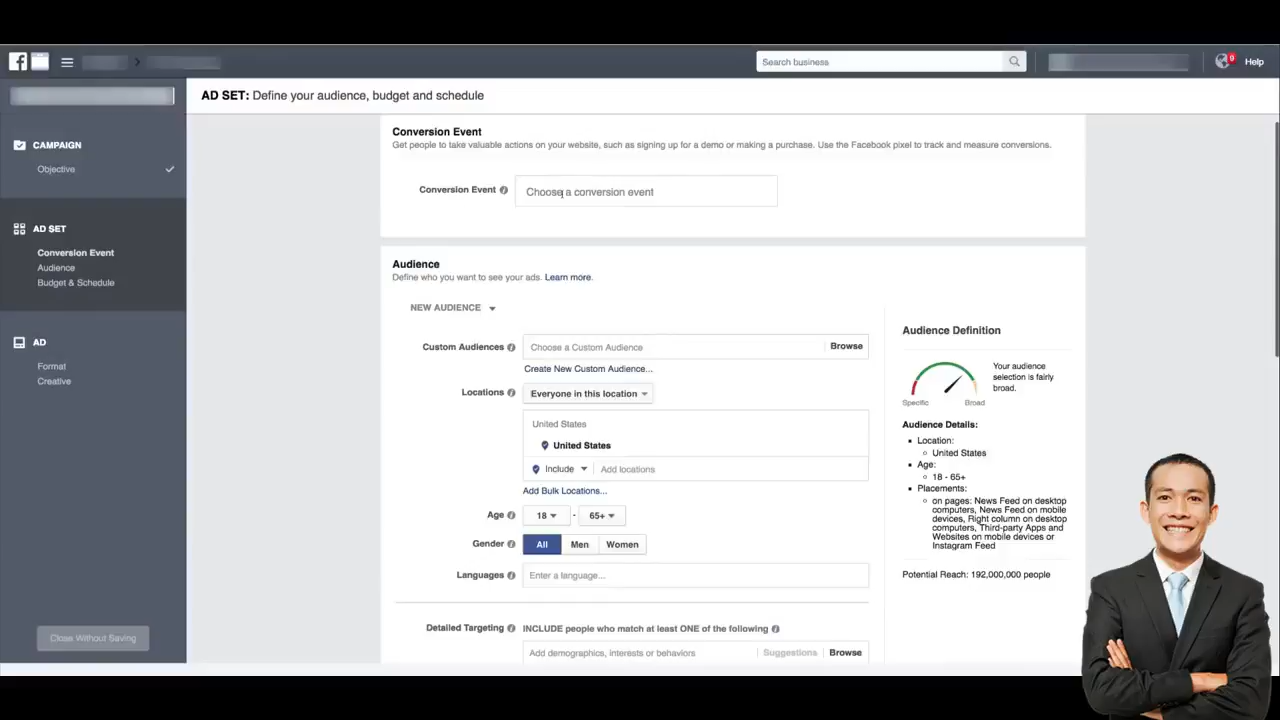 f
Search business
9
Help
AD SET: Define your audience, budget and schedule
CAMPAIGN
Objective
AD SET
Conversion Event
Audience
Budget & Schedule
AD
Format
Creative
Close Without Saving
Conversion Event
Get people to take valuable actions on your website, such as signing up for a demo or making a purchase. Use the Facebook pixel to track and measure conversions.
Conversion Event
Choose a conversion event
Audience
Define who you want to see your ads. Learn more.
NEW AUDIENCE
Custom Audiences
Choose a Custom Audience
Browse
Create New Custom Audience...
Locations
Everyone in this location
United States
United States
Include
Add locations
Add Bulk Locations...
Age
18 - 65+
Gender
All Men Women
Languages
Enter a language...
Detailed Targeting
INCLUDE people who match at least ONE of the following
Add demographics, interests or behaviors
Suggestions
Browse
Audience Definition
Specific
Broad
Your audience
selection is fairly
broad.
Audience Details:
Location:
United States
Age:
18 - 65+
Placements:
on pages: News Feed on desktop
computers, News Feed on mobile
devices, Right column on desktop
computers, Third-party Apps and
Websites on mobile devices or
Instagram Feed
Potential Reach: 192,000,000 people